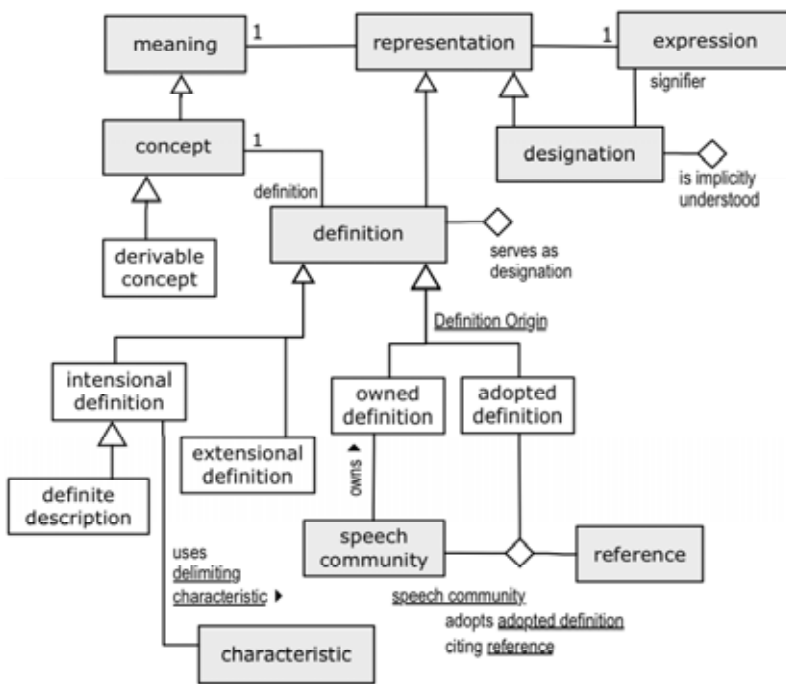 meaning
1
representation
1
expression
signifier
concept
1
designation
is implicitly
understood
definition
definition
serves as
designation
derivable
concept
Definition Origin
intensional
definition
owned
definition
adopted
definition
extensional
definition
owns
definite
description
speech
community
reference
uses
delimiting
characteristic
speech community
adopts adopted definition
citing reference
characteristic